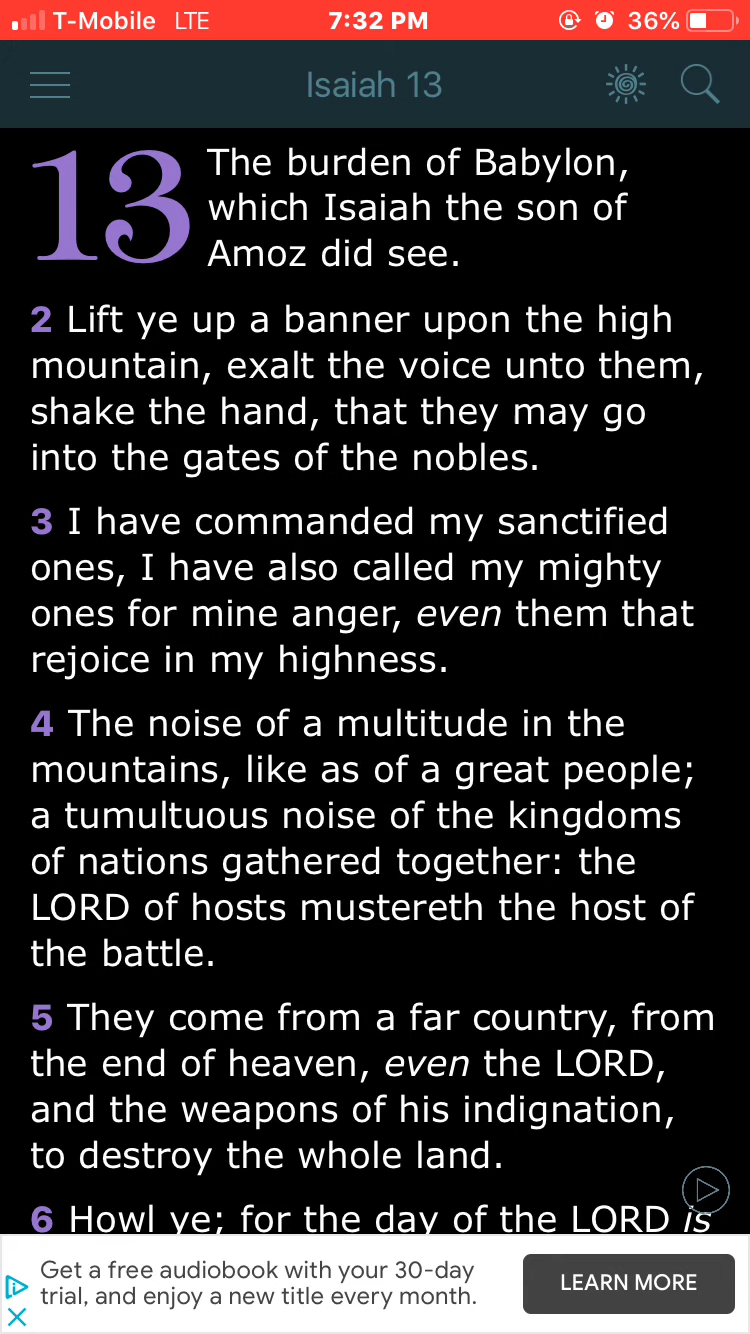 T-Mobile LTE 7:32 PM 36%
Isaiah 13
13 The burden of Babylon,
which Isaiah the son of
Amoz did see.
2 Lift ye up a banner upon the high
mountain, exalt the voice unto them,
shake the hand, that they may go
into the gates of the nobles.
3 I have commanded my sanctified
ones, I have also called my mighty
ones for mine anger, even them that
rejoice in my highness.
4 The noise of a multitude in the
mountains, like as of a great people;
a tumultuous noise of the kingdoms
of nations gathered together: the
LORD of hosts mustereth the host of
the battle.
5 They come from a far country, from
the end of heaven, even the LORD,
and the weapons of his indignation,
to destroy the whole land.
6 Howl ye; for the day of the LORD is
Get a free audiobook with your 30-day
trial, and enjoy a new title every month.
LEARN MORE